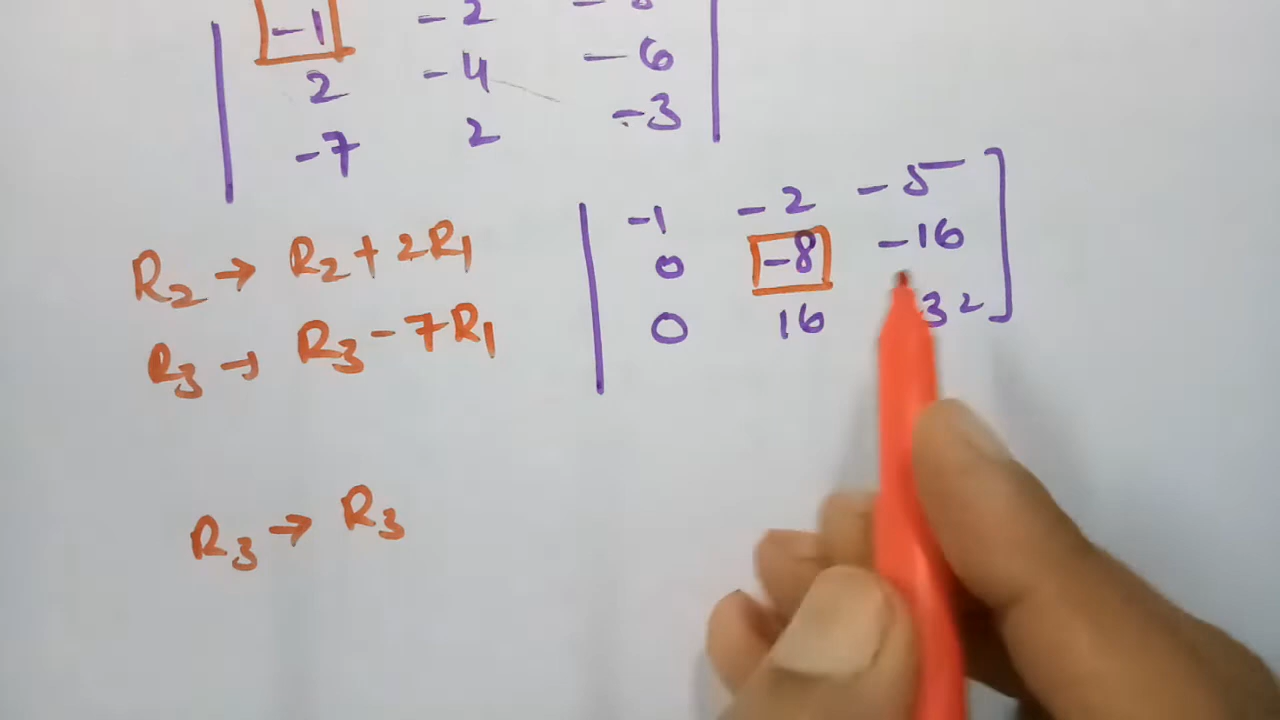 -1 -2
2 -4 -6
-7 2 -3
R2 → R2 + 2R1
R3 → R3 - 7R1
-1 -2 -5
0 -8 -16
0 16 32
R3 → R3